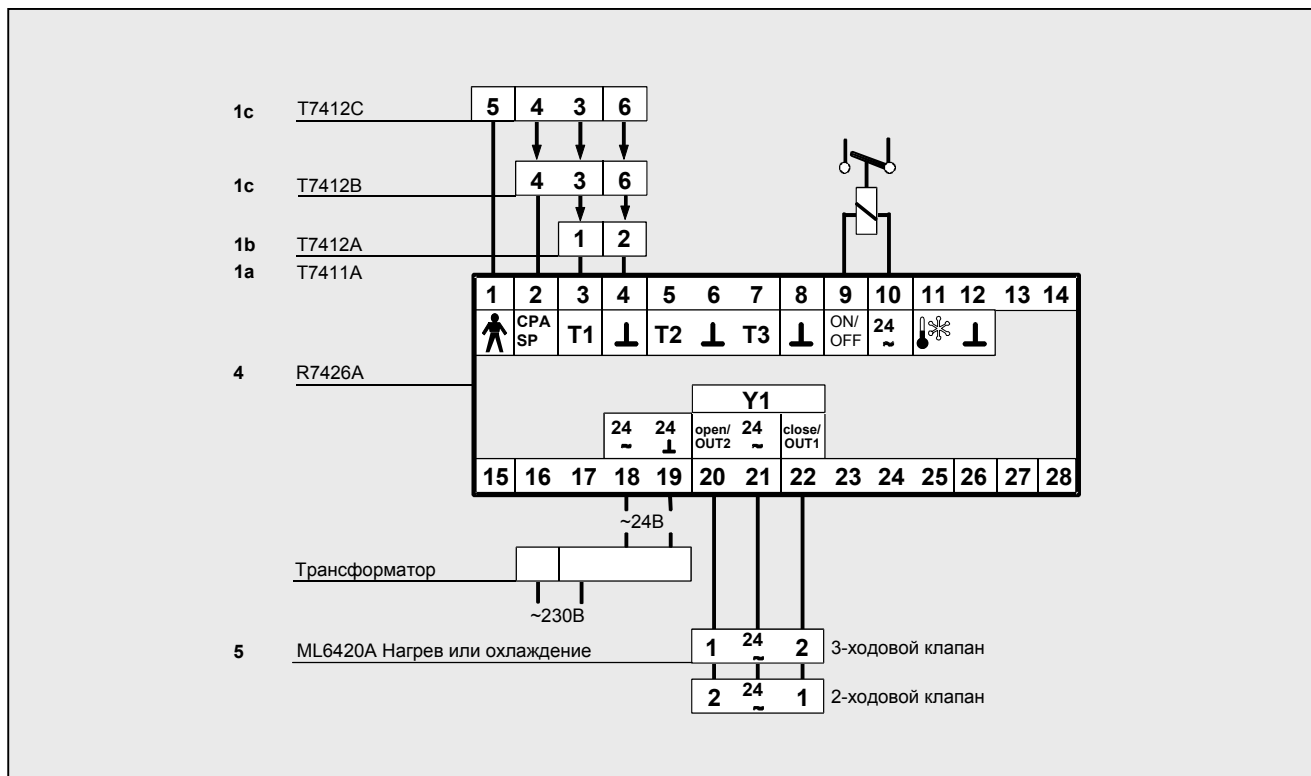 1c T7412C 5 4 3 6
1c T7412B 4 3 6
1b T7412A 1 2
1a T7411A
1 2 3 4 5 6 7 8 9 10 11 12 13 14
CPA SP T1 T2 T3 ON/ OFF 24 ~
4 R7426A
Y1
24 ~ 24 open/ OUT2 24 ~ close/ OUT1
15 16 17 18 19 20 21 22 23 24 25 26 27 28
~24В
Трансформатор
~230В
5 ML6420A Нагрев или охлаждение 1 24 ~ 2 3-ходовой клапан
2 24 ~ 1 2-ходовой клапан